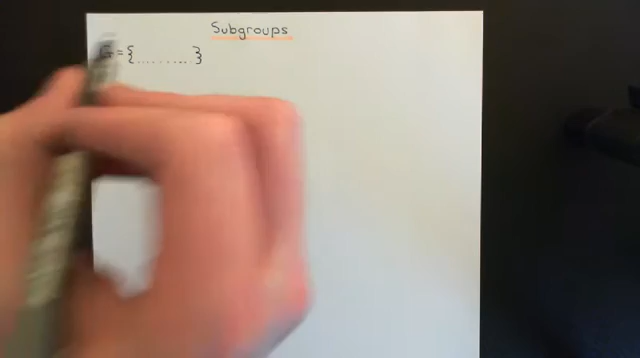 Subgroups
G = {..........}